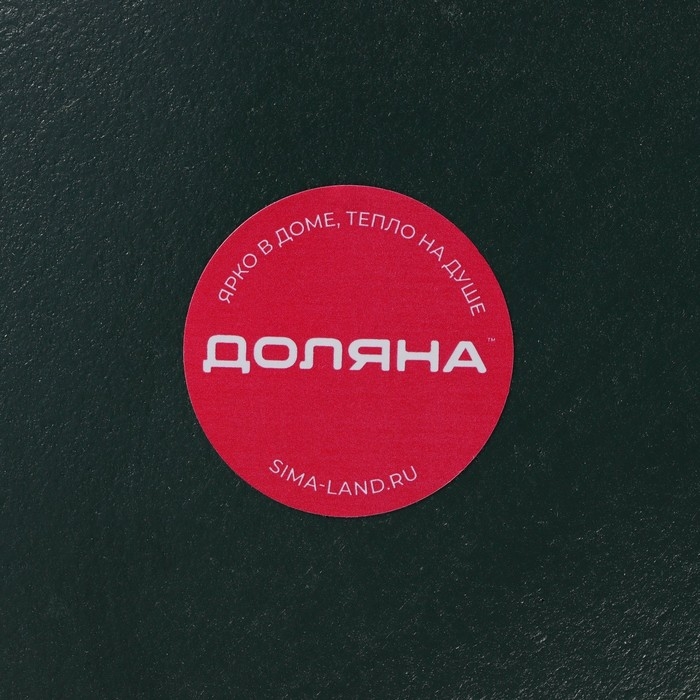 ЯРКО В ДОМЕ, ТЕПЛО НА ДУШЕ
ДОЛЯНА™
SIMA-LAND.RU